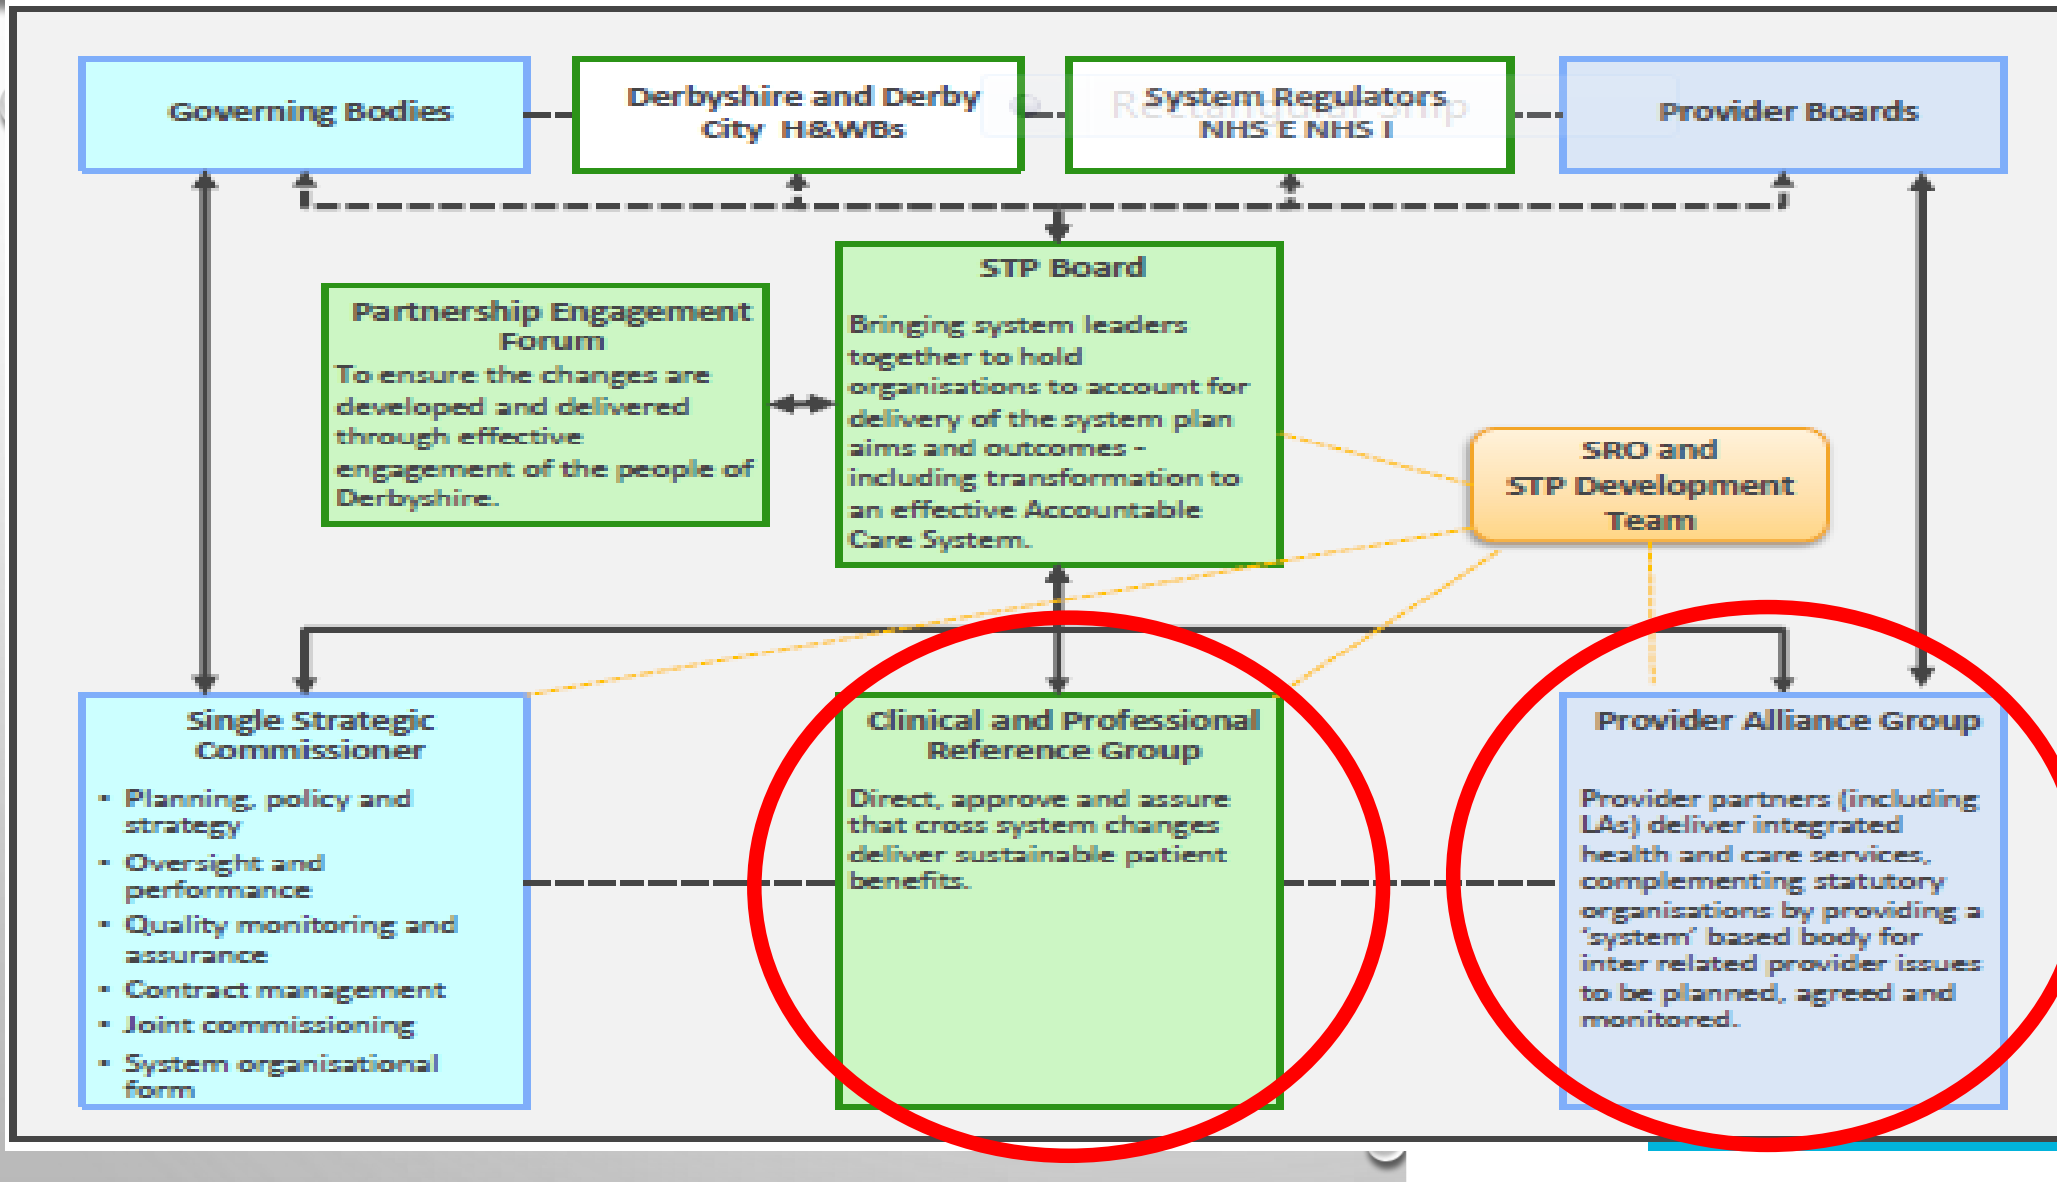 Governing Bodies
Derbyshire and Derby
City H&WBs
System Regulators
NHS E NHS I
Provider Boards
Rectangular Snip
STP Board
Bringing system leaders
together to hold
organisations to account for
delivery of the system plan
aims and outcomes -
including transformation to
an effective Accountable
Care System.
Partnership Engagement
Forum
To ensure the changes are
developed and delivered
through effective
engagement of the people of
Derbyshire.
SRO and
STP Development
Team
Single Strategic
Commissioner
• Planning, policy and
strategy
• Oversight and
performance
• Quality monitoring and
assurance
• Contract management
• Joint commissioning
• System organisational
form
Clinical and Professional
Reference Group
Direct, approve and assure
that cross system changes
deliver sustainable patient
benefits.
Provider Alliance Group
Provider partners (including
LAs) deliver integrated
health and care services,
complementing statutory
organisations by providing a
'system' based body for
inter related provider issues
to be planned, agreed and
monitored.